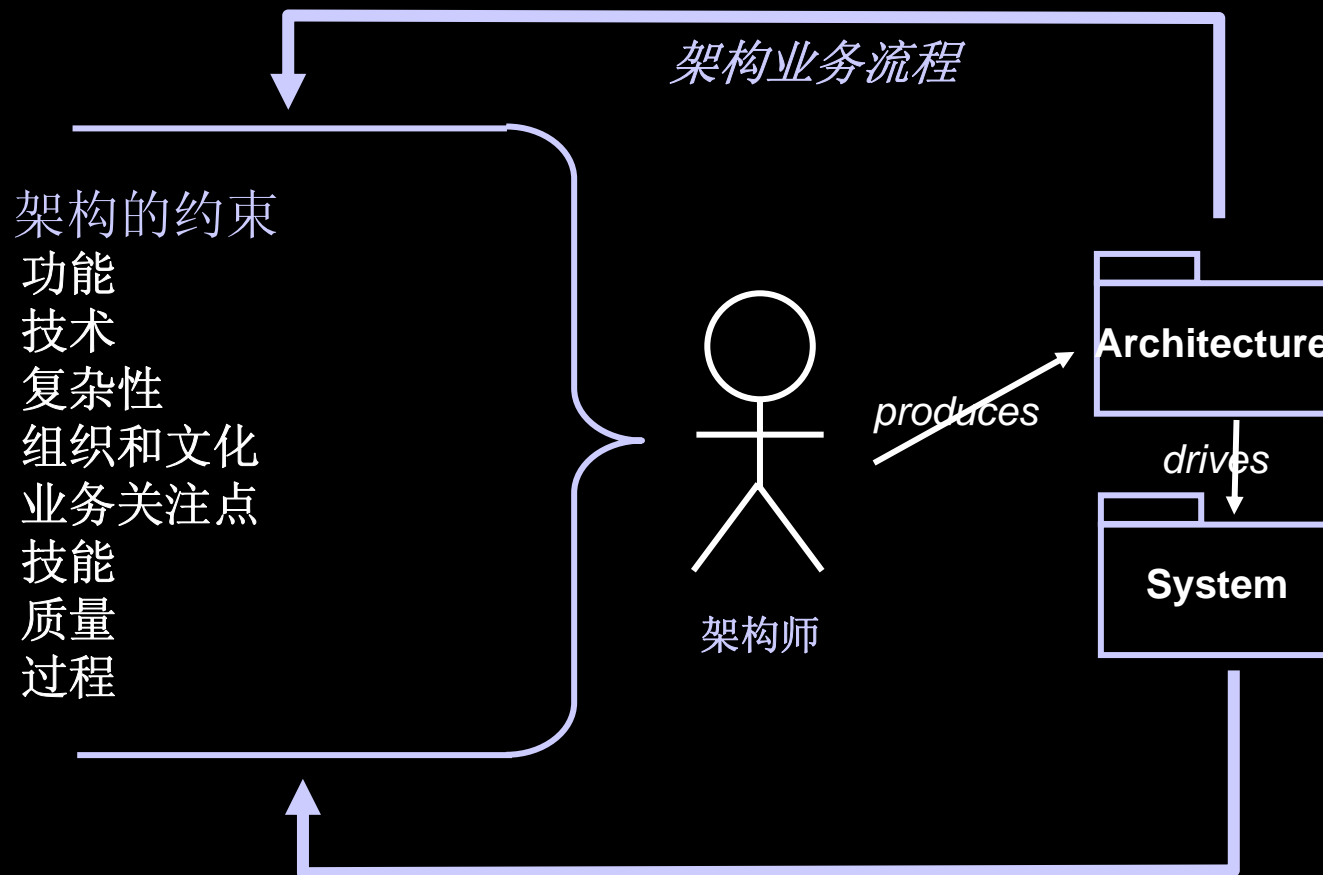 架构业务流程
架构的约束
功能
技术
复杂性
组织和文化
业务关注点
技能
质量
过程
架构师
produces
Architecture
drives
System